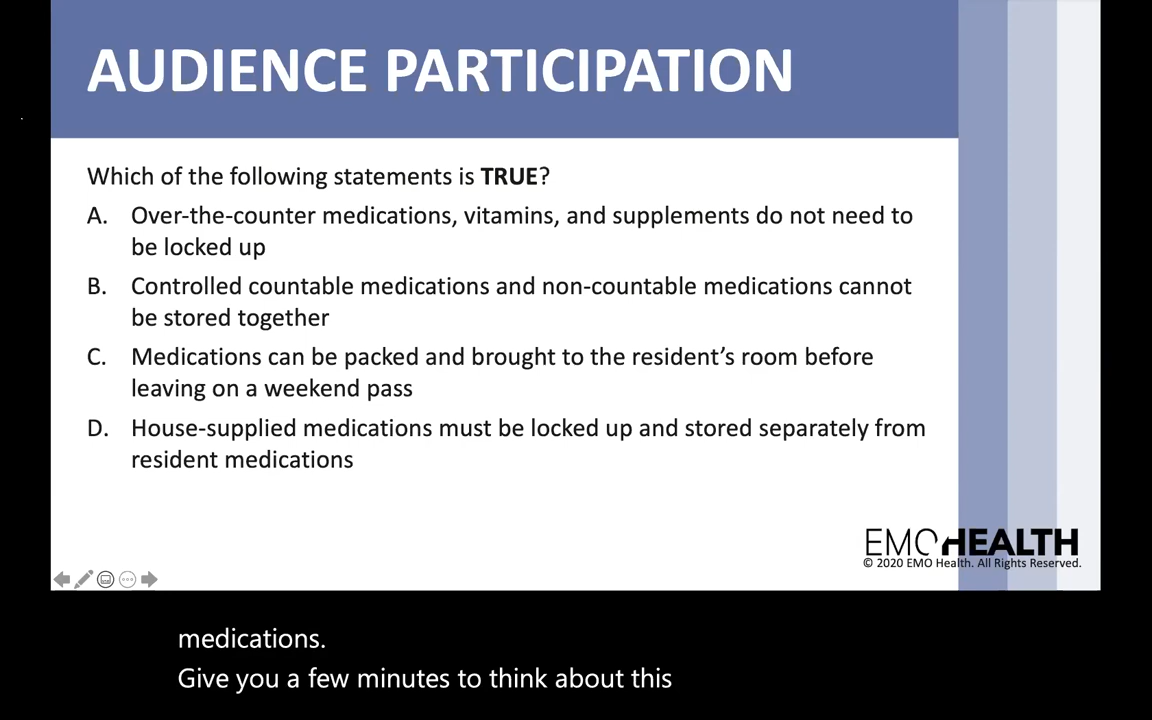 AUDIENCE PARTICIPATION
Which of the following statements is TRUE?
A. Over-the-counter medications, vitamins, and supplements do not need to
be locked up
B. Controlled countable medications and non-countable medications cannot
be stored together
C. Medications can be packed and brought to the resident's room before
leaving on a weekend pass
D. House-supplied medications must be locked up and stored separately from
resident medications
EMOHEALTH
© 2020 EMO Health. All Rights Reserved.
medications.
Give you a few minutes to think about this